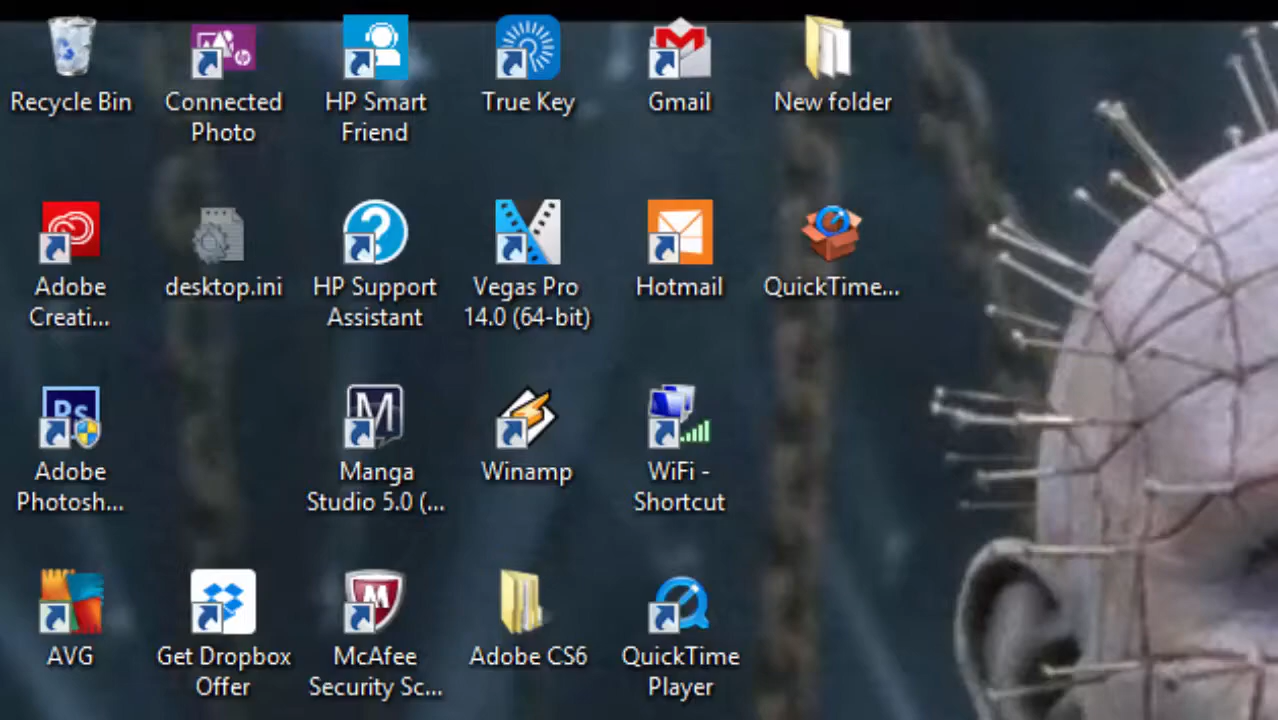 Recycle Bin
Connected
Photo
HP Smart
Friend
True Key
Gmail
New folder
Adobe
Creati...
desktop.ini
HP Support
Assistant
Vegas Pro
14.0 (64-bit)
Hotmail
QuickTime...
Ps
Adobe
Photosh...
M
Manga
Studio 5.0 (...
Winamp
WiFi -
Shortcut
AVG
Get Dropbox
Offer
McAfee
Security Sc...
Adobe CS6
QuickTime
Player